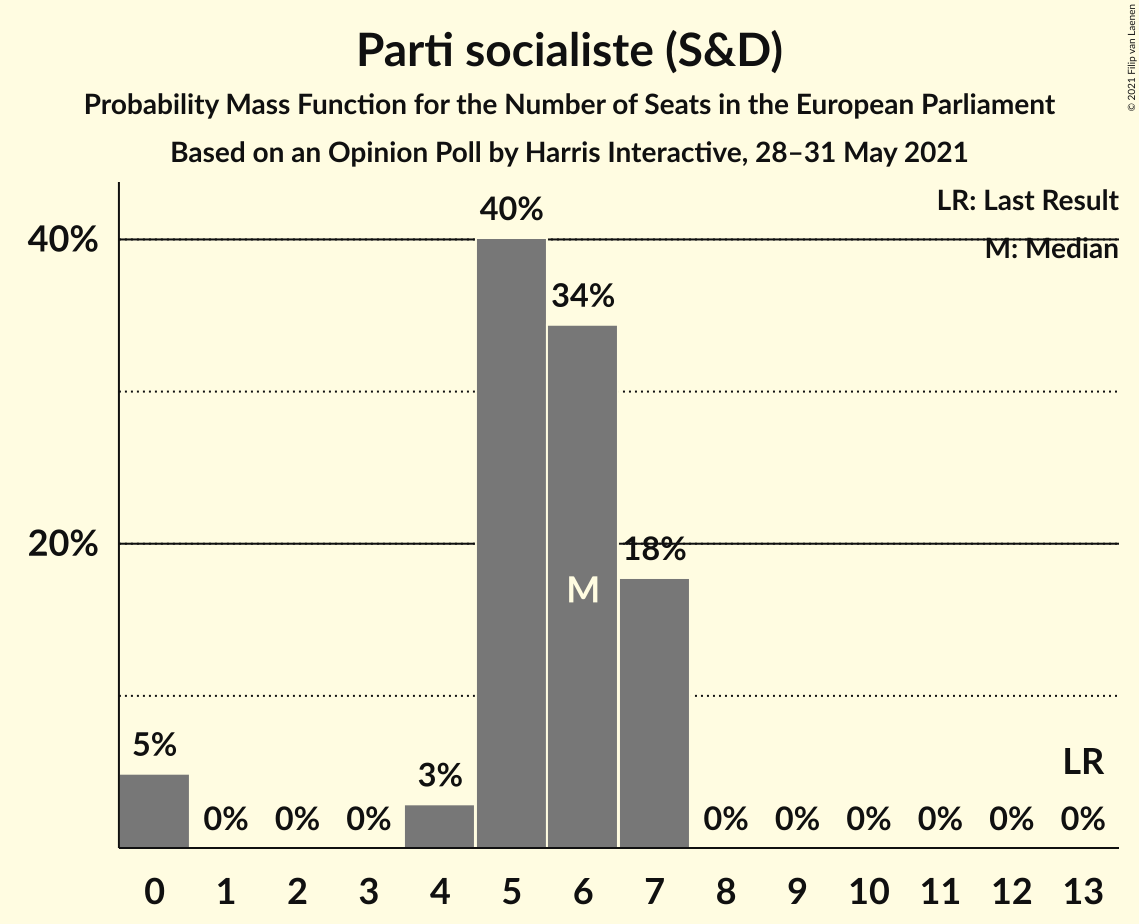 Parti socialiste (S&D)
Probability Mass Function for the Number of Seats in the European Parliament
Based on an Opinion Poll by Harris Interactive, 28–31 May 2021
© 2021 Filip van Laenen
LR: Last Result
M: Median
40%
20%
5%
0%
0%
0%
3%
40%
34%
M
18%
0%
0%
0%
0%
0%
LR
0%
0 1 2 3 4 5 6 7 8 9 10 11 12 13